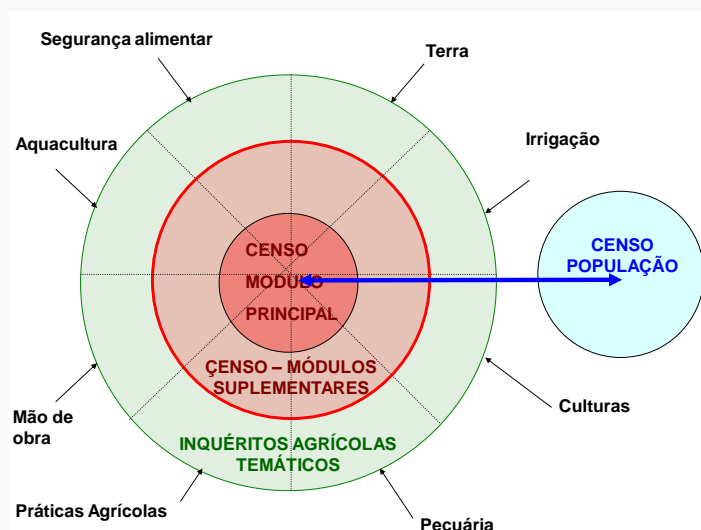 Segurança alimentar
Terra
Aquacultura
Irrigação
CENSO
MODULO
PRINCIPAL
CENSO
POPULAÇÃO
ÇENSO – MÓDULOS
SUPLEMENTARES
Mão de
obra
Culturas
INQUÉRITOS AGRÍCOLAS
TEMÁTICOS
Práticas Agrícolas
Pecuária